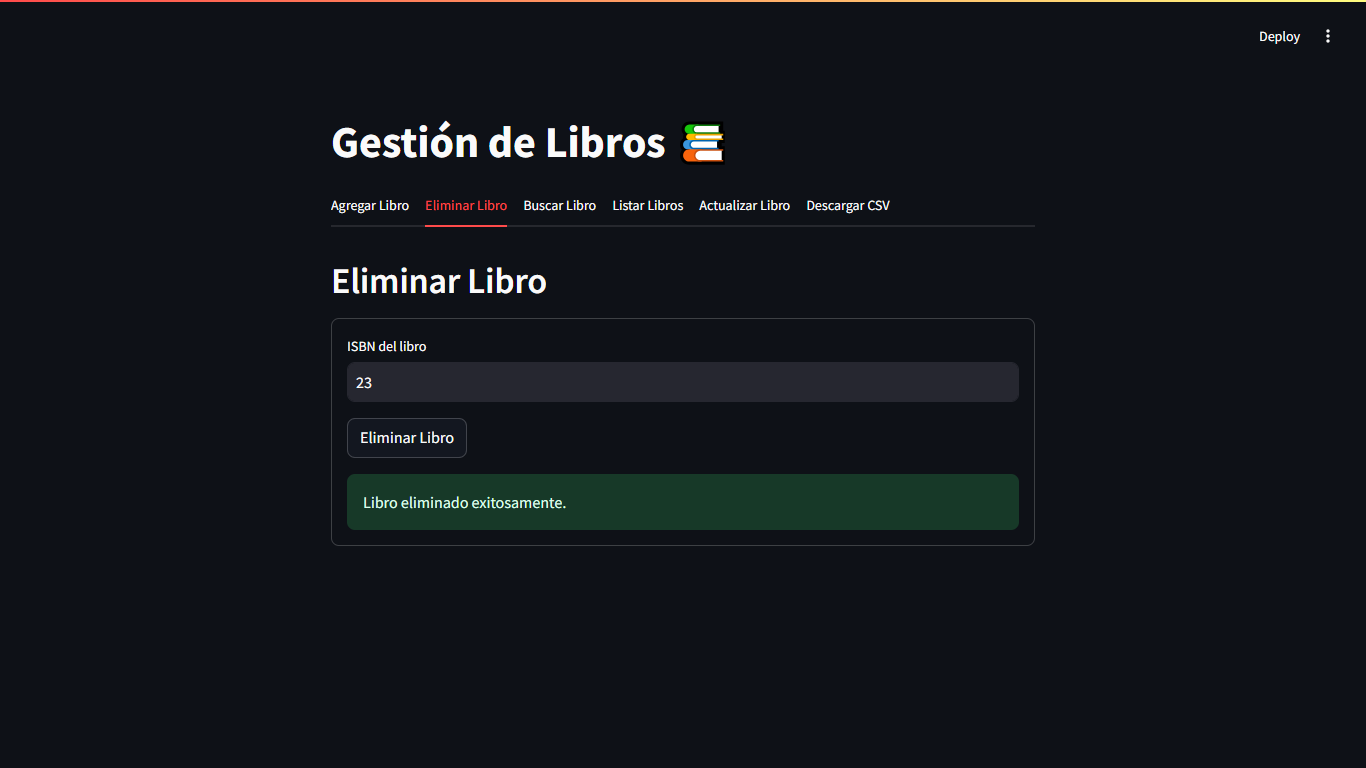 Deploy
Gestión de Libros
Agregar Libro Eliminar Libro Buscar Libro Listar Libros Actualizar Libro Descargar CSV
Eliminar Libro
ISBN del libro
23
Eliminar Libro
Libro eliminado exitosamente.